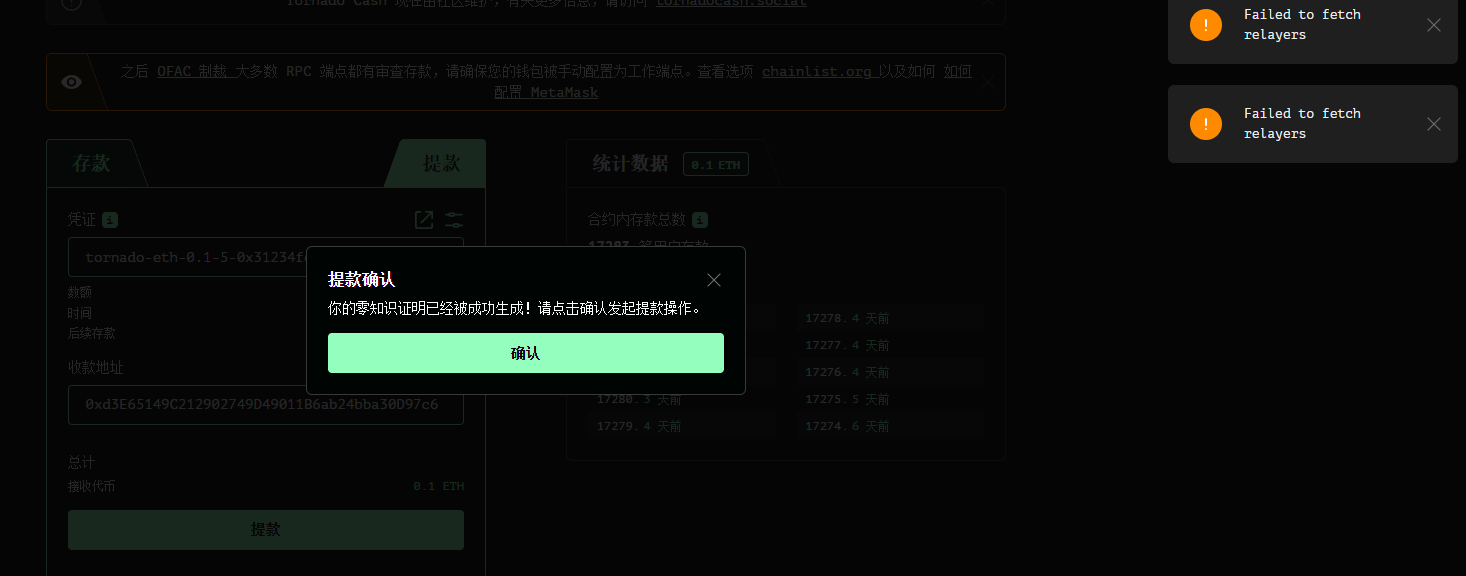 Tornado Cash 现在由社区维护，有关更多信息，请访问 tornadocash.social
之后 OFAC 制裁 大多数 RPC 端点都有审查存款，请确保您的钱包被手动配置为工作端点。查看选项 chainlist.org 以及如何 如何
配置 MetaMask
Failed to fetch
relayers
Failed to fetch
relayers
存款
提款
凭证
tornado-eth-0.1-5-0x31234f
数额
时间
后续存款
收款地址
0xd3E65149C212902749D49011B6ab24bba30D97c6
总计
接收代币 0.1 ETH
提款
提款确认
你的零知识证明已经被成功生成！请点击确认发起提款操作。
确认
统计数据 0.1 ETH
合约内存款总数
17283 等用户存款
17280. 3 天前
17279. 4 天前
17278. 4 天前
17277. 4 天前
17276. 4 天前
17275. 5 天前
17274. 6 天前